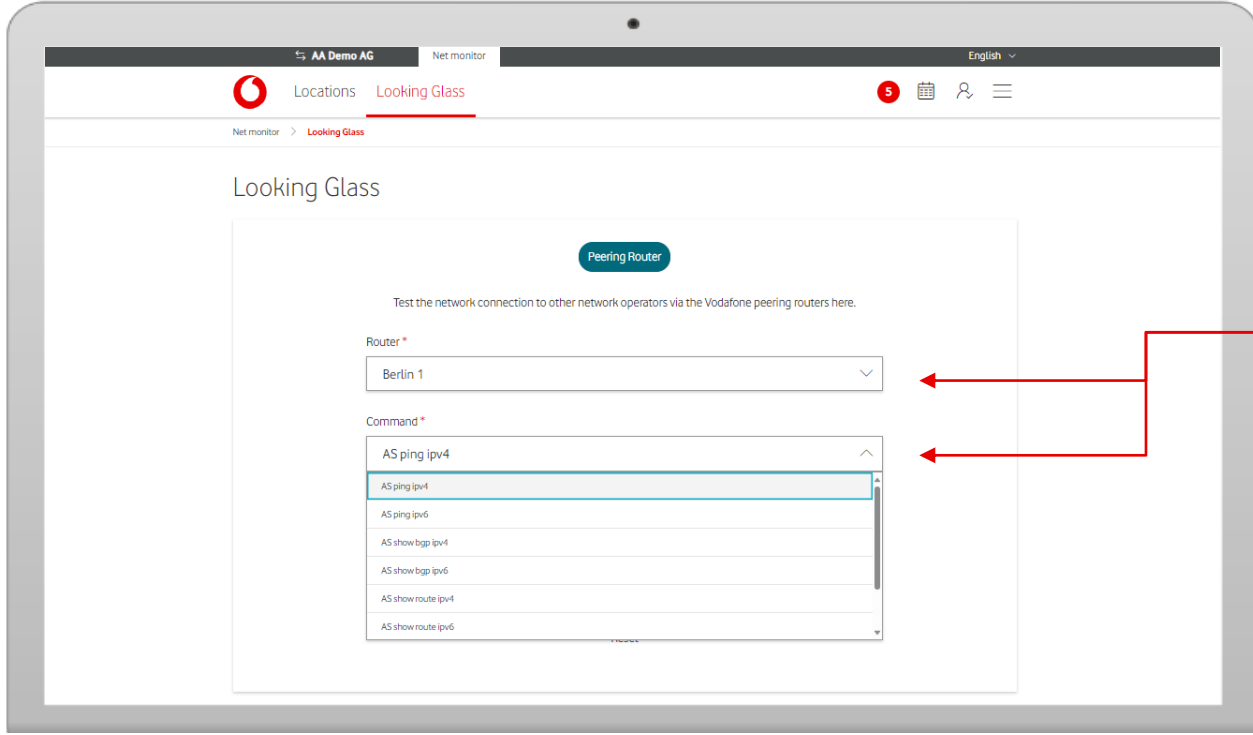 AA Demo AG Net monitor English
Locations Looking Glass 5
Net monitor Looking Glass
Looking Glass
Peering Router
Test the network connection to other network operators via the Vodafone peering routers here.
Router *
Berlin 1
Command *
AS ping ipv4
AS ping ipv4
AS ping ipv6
AS show bgp ipv4
AS show bgp ipv6
AS show route ipv4
AS show route ipv6